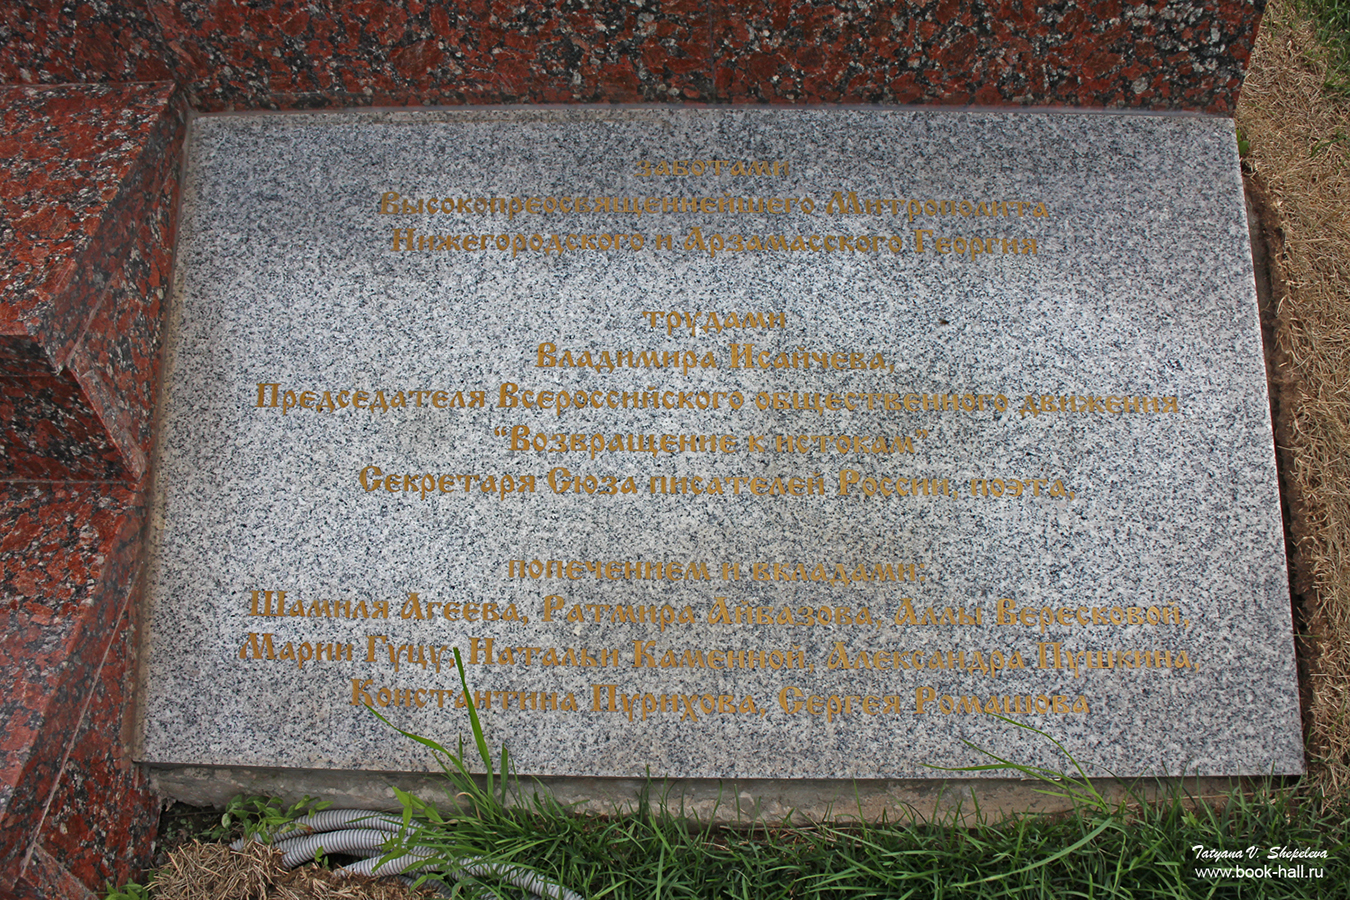 заботами
Высокопреосвященнейшего Митрополита
Нижегородского и Арзамасского Георгия
трудами
Владимира Исайчева,
Председателя Всероссийского общественного движения
"Возвращение к истокам"
Секретаря Союза писателей России, поэта,
попечением и вкладами:
Шамиля Агеева, Ратмира Айвазова, Аллы Вересковой,
Марии Гуцу, Натальи Каменной, Александра Пушкина,
Константина Пурихова, Сергея Ромашова
Tatyana V. Shepeleva
www.book-hall.ru